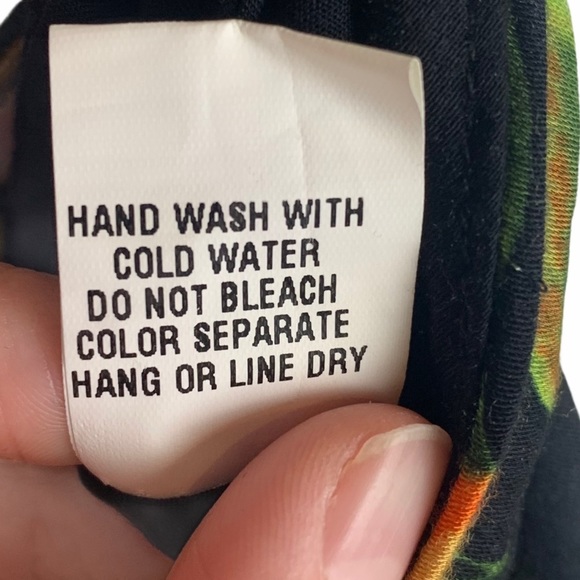 HAND WASH WITH
COLD WATER
DO NOT BLEACH
COLOR SEPARATE
HANG OR LINE DRY